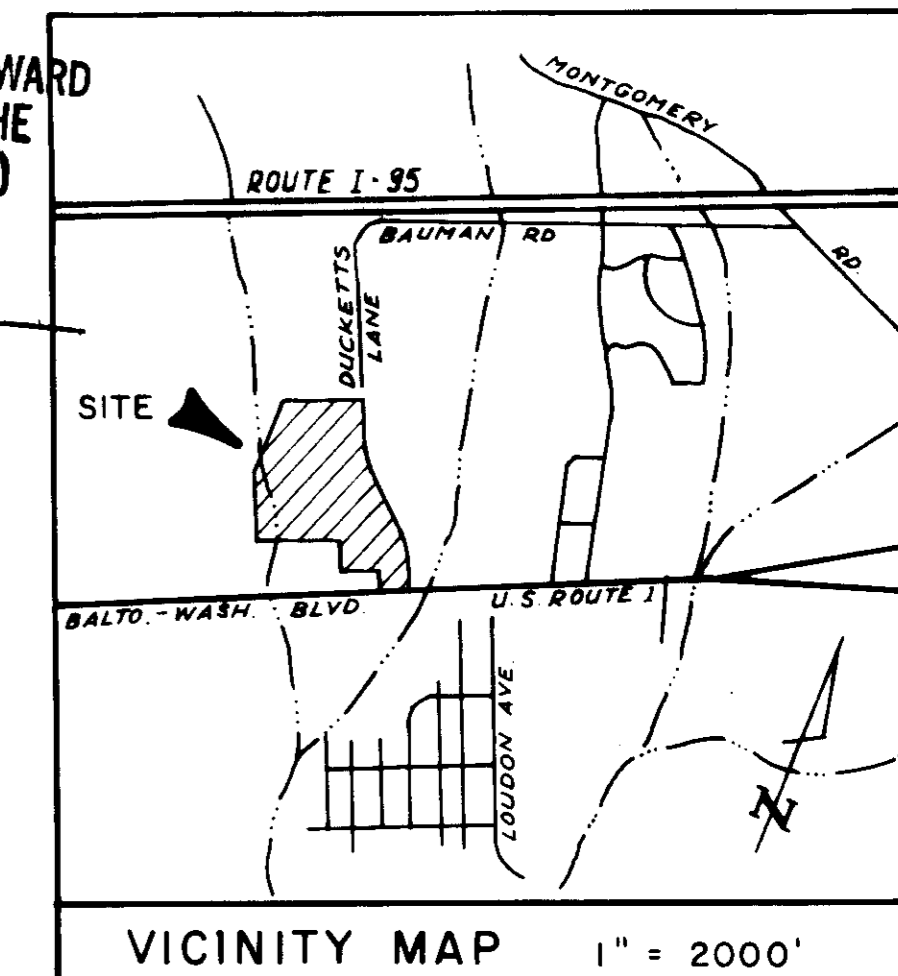 WARD
HE
MONTGOMERY
RD.
ROUTE I-95
BAUMAN RD
DUCKETTS
LANE
SITE
BALTO.-WASH. BLVD.
U.S. ROUTE 1
LOUDON AVE.
N
VICINITY MAP 1" = 2000'